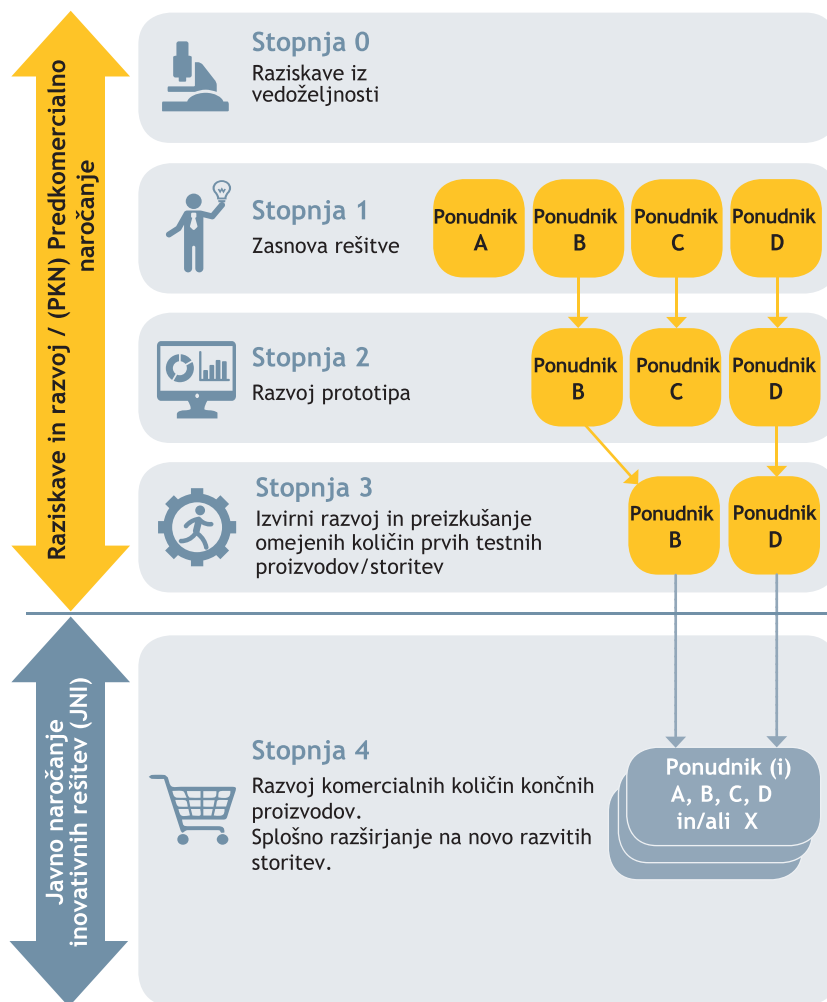 Raziskave in razvoj / (PKN) Predkomercialno
naročanje
Stopnja 0
Raziskave iz
vedoželjnosti
Stopnja 1
Zasnova rešitve
Ponudnik
A
Ponudnik
B
Ponudnik
C
Ponudnik
D
Stopnja 2
Razvoj prototipa
Ponudnik
B
Ponudnik
C
Ponudnik
D
Stopnja 3
Izvirni razvoj in preizkušanje
omejenih količin prvih testnih
proizvodov/storitev
Ponudnik
B
Ponudnik
D
Javno naročanje
inovativnih rešitev (JNI)
Stopnja 4
Razvoj komercialnih količin končnih
proizvodov.
Splošno razširjanje na novo razvitih
storitev.
Ponudnik (i)
A, B, C, D
in/ali X